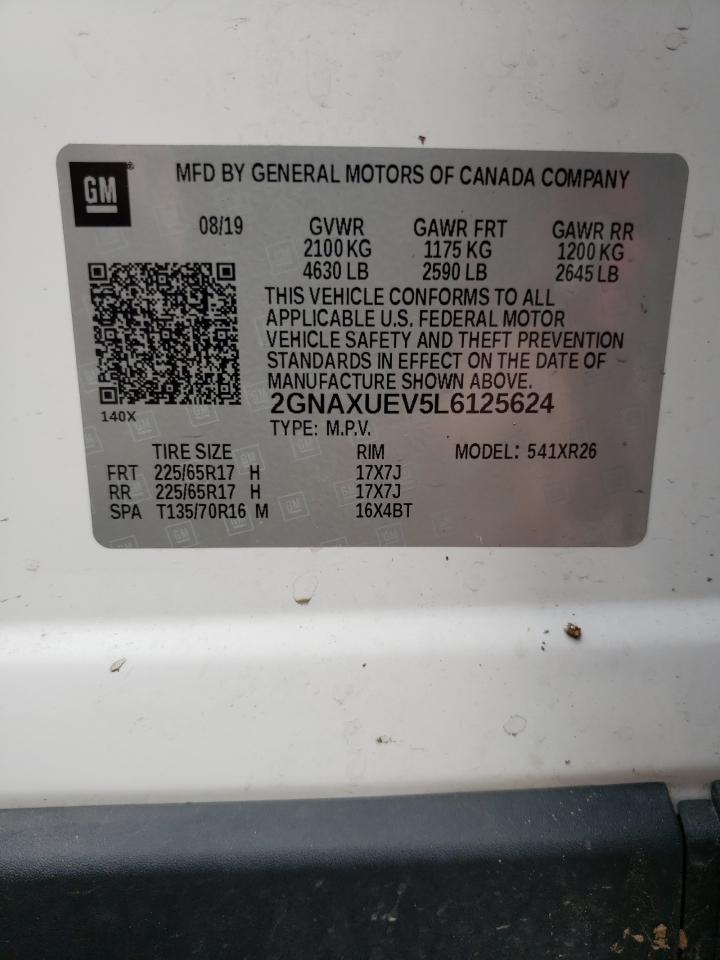 GM ®
MFD BY GENERAL MOTORS OF CANADA COMPANY
08/19 GVWR GAWR FRT GAWR RR
2100 KG 1175 KG 1200 KG
4630 LB 2590 LB 2645 LB
THIS VEHICLE CONFORMS TO ALL
APPLICABLE U.S. FEDERAL MOTOR
VEHICLE SAFETY AND THEFT PREVENTION
STANDARDS IN EFFECT ON THE DATE OF
MANUFACTURE SHOWN ABOVE.
140X
2GNAXUEV5L6125624
TYPE: M.P.V.
TIRE SIZE RIM MODEL: 541XR26
FRT 225/65R17 H 17X7J
RR 225/65R17 H 17X7J
SPA T135/70R16 M 16X4BT